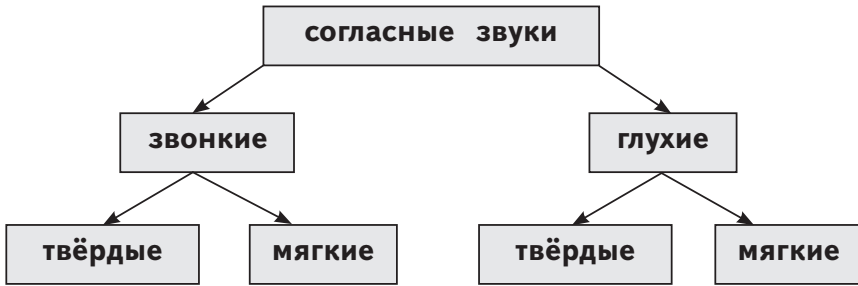 согласные звуки
звонкие глухие
твёрдые мягкие твёрдые мягкие